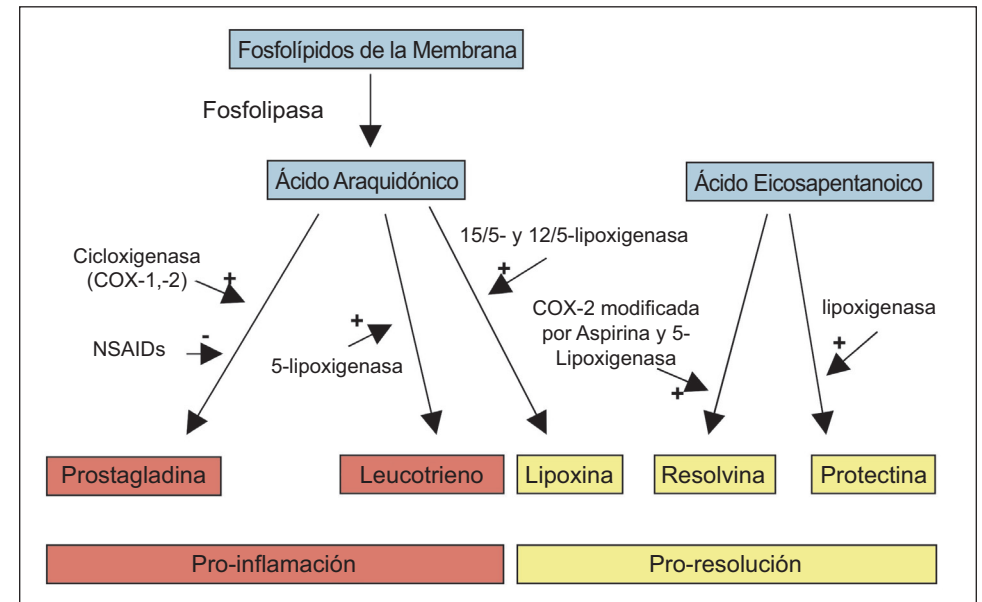 Fosfolípidos de la Membrana
Fosfolipasa
Ácido Araquidónico
Ácido Eicosapentanoico
Cicloxigenasa
(COX-1,-2)
+
NSAIDs
-
+
5-lipoxigenasa
15/5- y 12/5-lipoxigenasa
+
COX-2 modificada
por Aspirina y 5-
Lipoxigenasa
+
lipoxigenasa
+
Prostagladina
Leucotrieno
Lipoxina
Resolvina
Protectina
Pro-inflamación
Pro-resolución